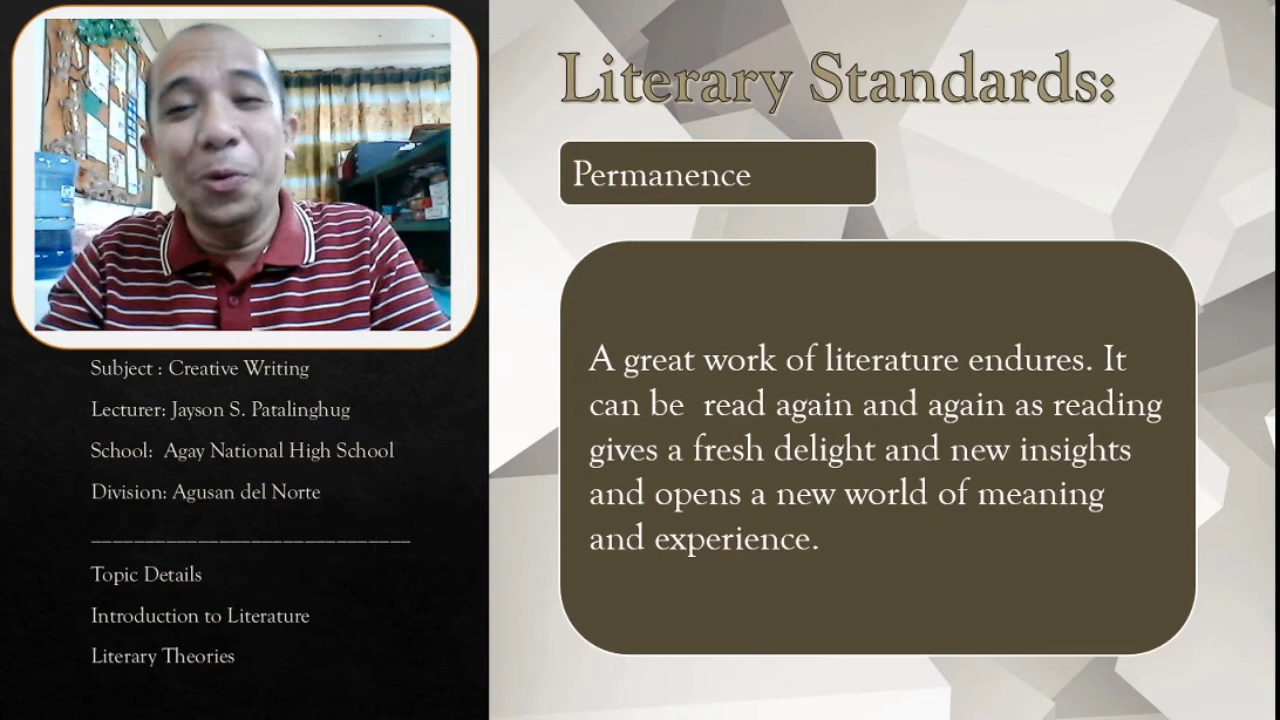 Literary Standards:
Permanence
A great work of literature endures. It
can be  read again and again as reading
gives a fresh delight and new insights
and opens a new world of meaning
and experience.
Subject : Creative Writing
Lecturer: Jayson S. Patalinghug
School:  Agay National High School
Division: Agusan del Norte
______________________________
Topic Details
Introduction to Literature
Literary Theories